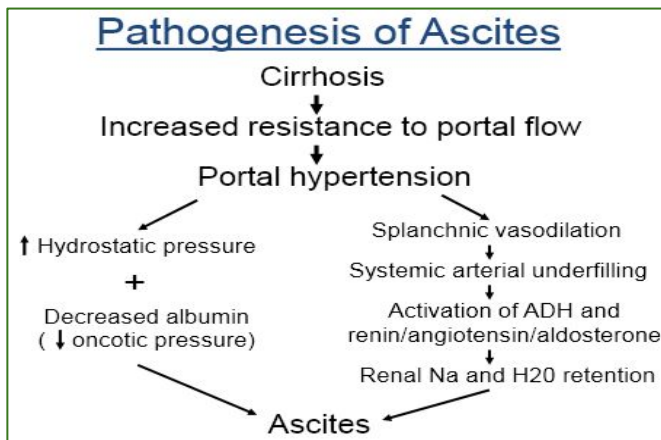 Pathogenesis of Ascites
Cirrhosis
Increased resistance to portal flow
Portal hypertension
↑ Hydrostatic pressure
+
Decreased albumin
( ↓ oncotic pressure)
Splanchnic vasodilation
Systemic arterial underfilling
Activation of ADH and
renin/angiotensin/aldosterone
Renal Na and H20 retention
Ascites